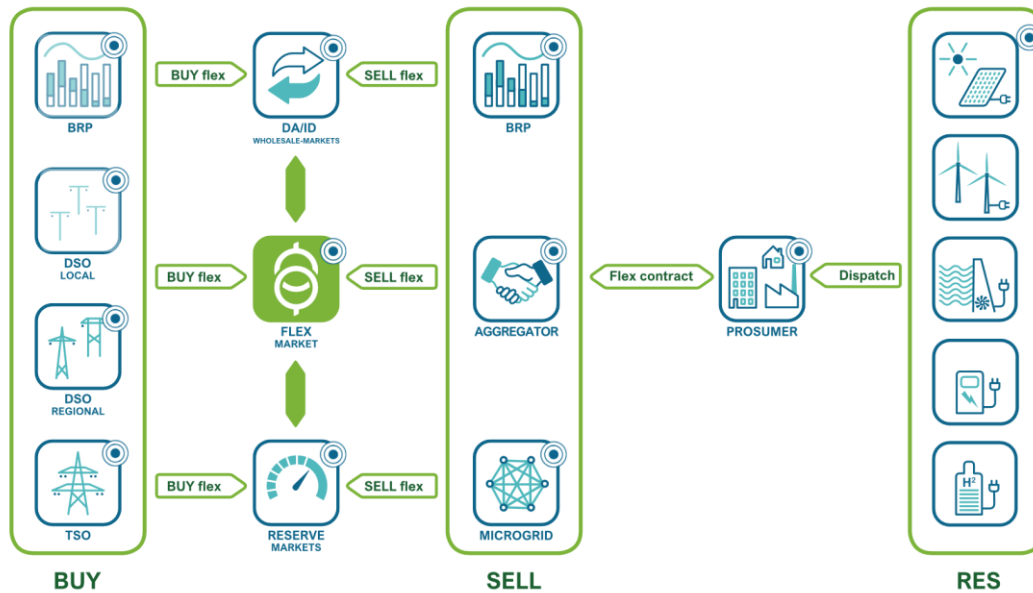 BRP
BUY flex
DA/ID
WHOLESALE-MARKETS
SELL flex
BRP
DSO
LOCAL
BUY flex
FLEX
MARKET
SELL flex
AGGREGATOR
Flex contract
PROSUMER
Dispatch
DSO
REGIONAL
TSO
BUY flex
RESERVE
MARKETS
SELL flex
MICROGRID
H²
BUY
SELL
RES